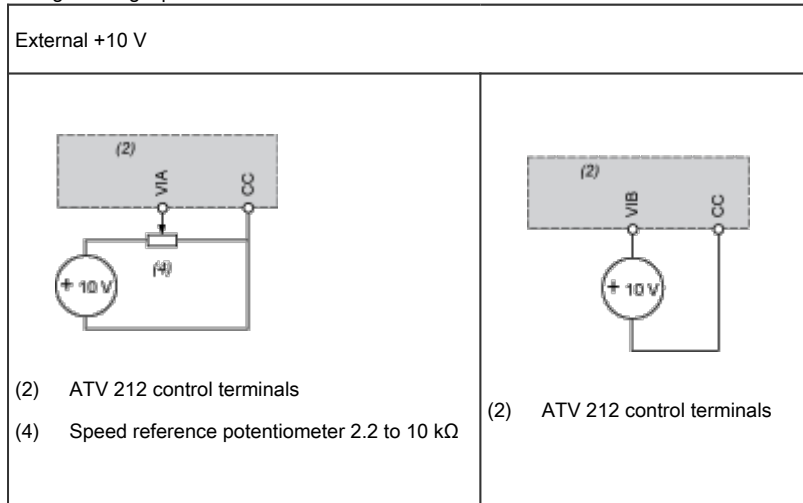 External +10 V
(2)
VIA
CC
(4)
+ 10 V
(2) ATV 212 control terminals
(4) Speed reference potentiometer 2.2 to 10 kΩ
(2)
VIB
CC
+ 10 V
(2) ATV 212 control terminals